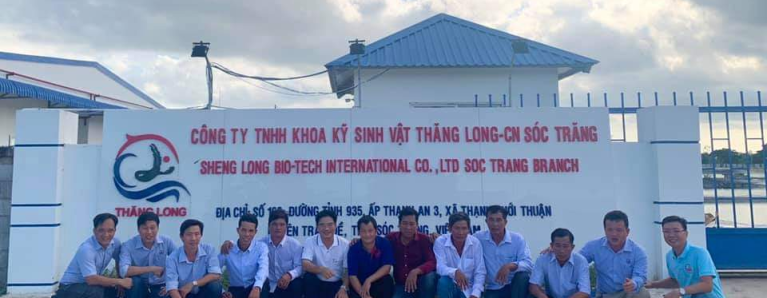 CÔNG TY TNHH KHOA KỸ SINH VẬT THĂNG LONG-CN SÓC TRĂNG
SHENG LONG BIO-TECH INTERNATIONAL CO.,LTD SOC TRANG BRANCH
THĂNG LONG
ĐỊA CHỈ: SỐ ĐƯỜNG TỈNH 935, ẤP THẠNH AN 3, XÃ THẠNH THỚI THUẬN